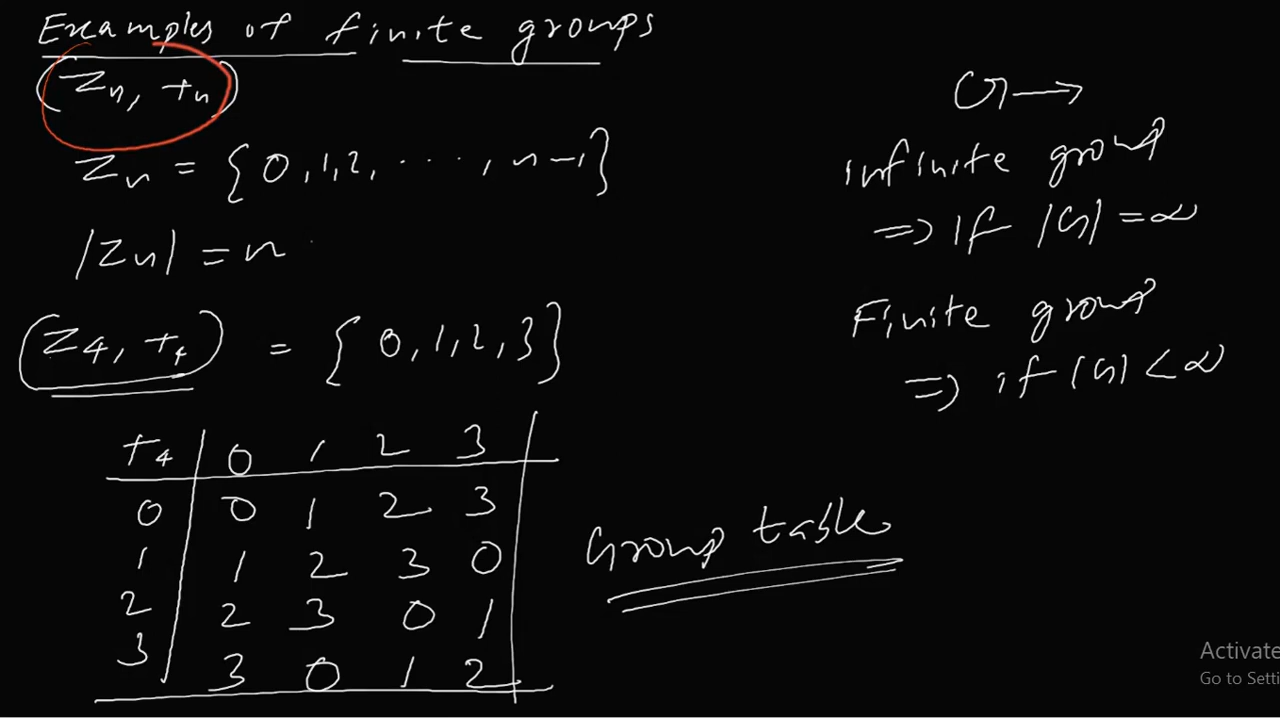 Examples of finite groups
(Zn, +n)
Zn = {0, 1, 2, ..., n-1}
|Zn| = n
(Z4, +4) = {0, 1, 2, 3}
+4 | 0 1 2 3
0 | 0 1 2 3
1 | 1 2 3 0
2 | 2 3 0 1
3 | 3 0 1 2
Group table
G →
Infinite group
⇒ If |G| = ∞
Finite group
⇒ if |G| < ∞
Activate
Go to Setti